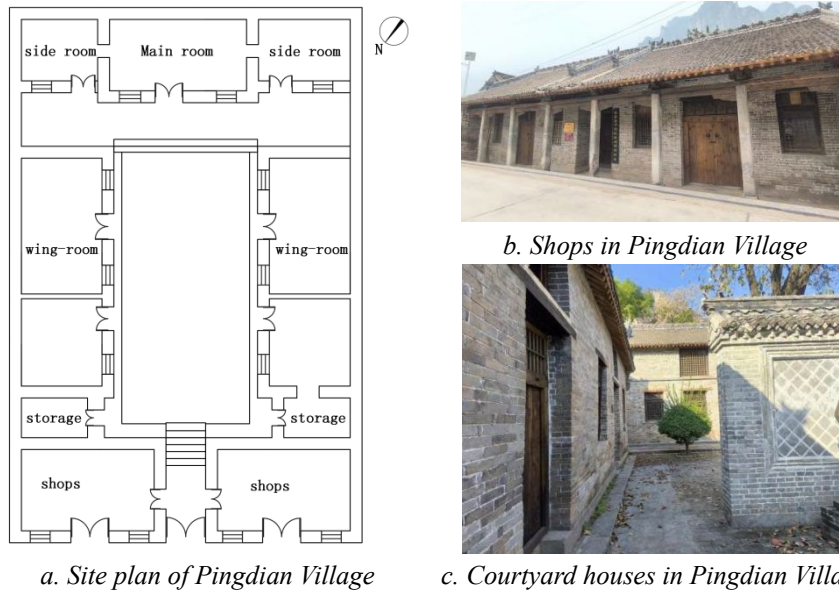 side room
Main room
side room
N
wing-room
wing-room
storage
storage
shops
shops
a. Site plan of Pingdian Village
b. Shops in Pingdian Village
c. Courtyard houses in Pingdian Villa